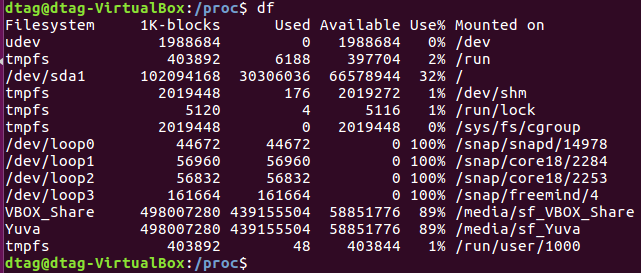 dtag@dtag-VirtualBox:/proc$ df
Filesystem     1K-blocks      Used Available Use% Mounted on
udev             1988684         0   1988684   0% /dev
tmpfs             403892      6188    397704   2% /run
/dev/sda1      102094168  30306036  66578944  32% /
tmpfs            2019448       176   2019272   1% /dev/shm
tmpfs               5120         4      5116   1% /run/lock
tmpfs            2019448         0   2019448   0% /sys/fs/cgroup
/dev/loop0         44672     44672         0 100% /snap/snapd/14978
/dev/loop1         56960     56960         0 100% /snap/core18/2284
/dev/loop2         56832     56832         0 100% /snap/core18/2253
/dev/loop3        161664    161664         0 100% /snap/freemind/4
VBOX_Share     498007280 439155504  58851776  89% /media/sf_VBOX_Share
Yuva           498007280 439155504  58851776  89% /media/sf_Yuva
tmpfs             403892        48    403844   1% /run/user/1000
dtag@dtag-VirtualBox:/proc$